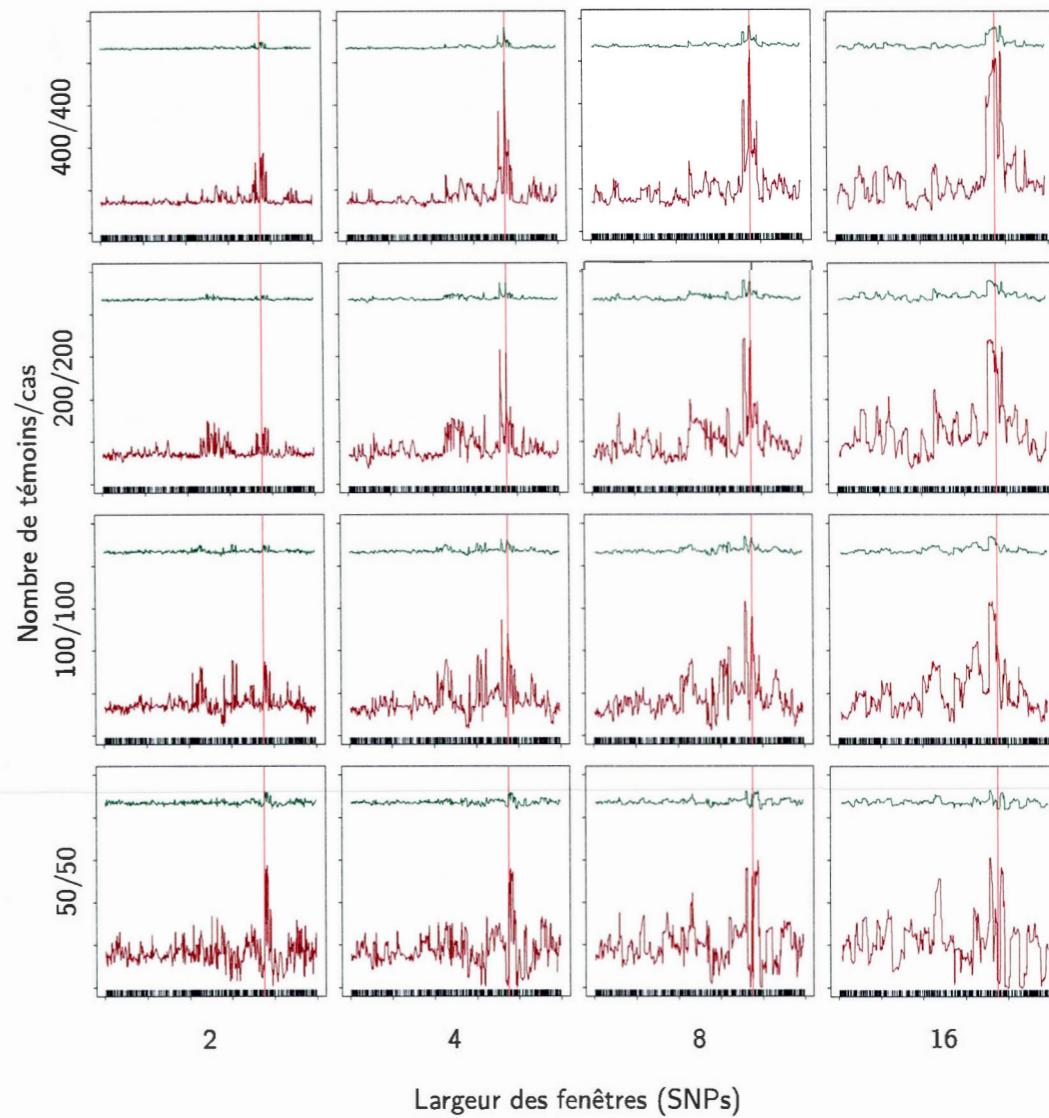 Nombre de témoins/cas
400/400
200/200
100/100
50/50
2 4 8 16
Largeur des fenêtres (SNPs)